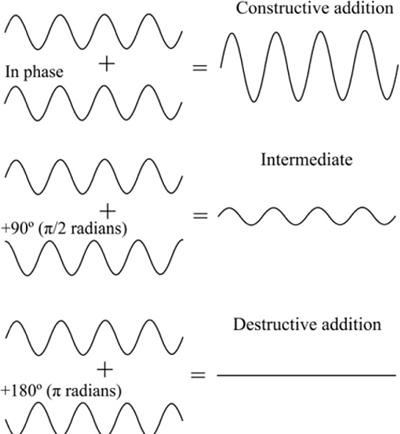 Constructive addition
In phase
+
=
Intermediate
+
+90º (π/2 radians)
=
Destructive addition
+
+180º (π radians)
=